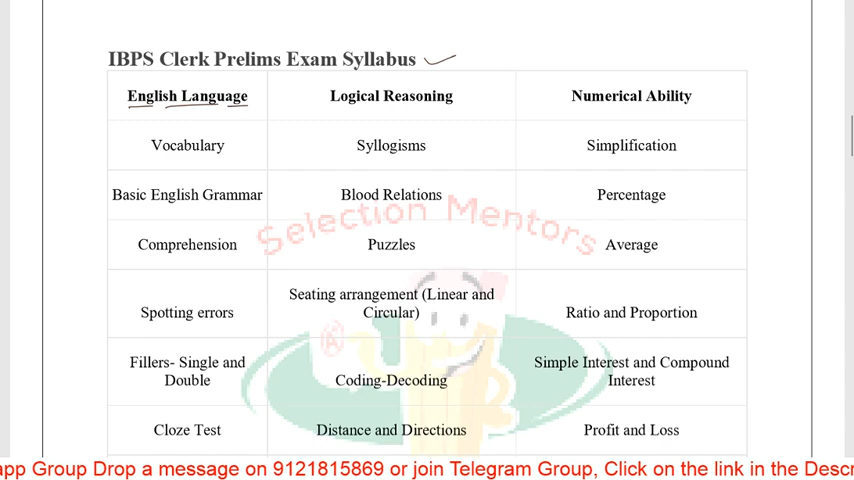 IBPS Clerk Prelims Exam Syllabus
English Language Logical Reasoning Numerical Ability
Vocabulary Syllogisms Simplification
Basic English Grammar Blood Relations Percentage
Selection Mentors
Comprehension Puzzles Average
Seating arrangement (Linear and
Spotting errors Circular) Ratio and Proportion
Fillers- Single and Simple Interest and Compound
Double Coding-Decoding Interest
Cloze Test Distance and Directions Profit and Loss
app Group Drop a message on 9121815869 or join Telegram Group, Click on the link in the Descr